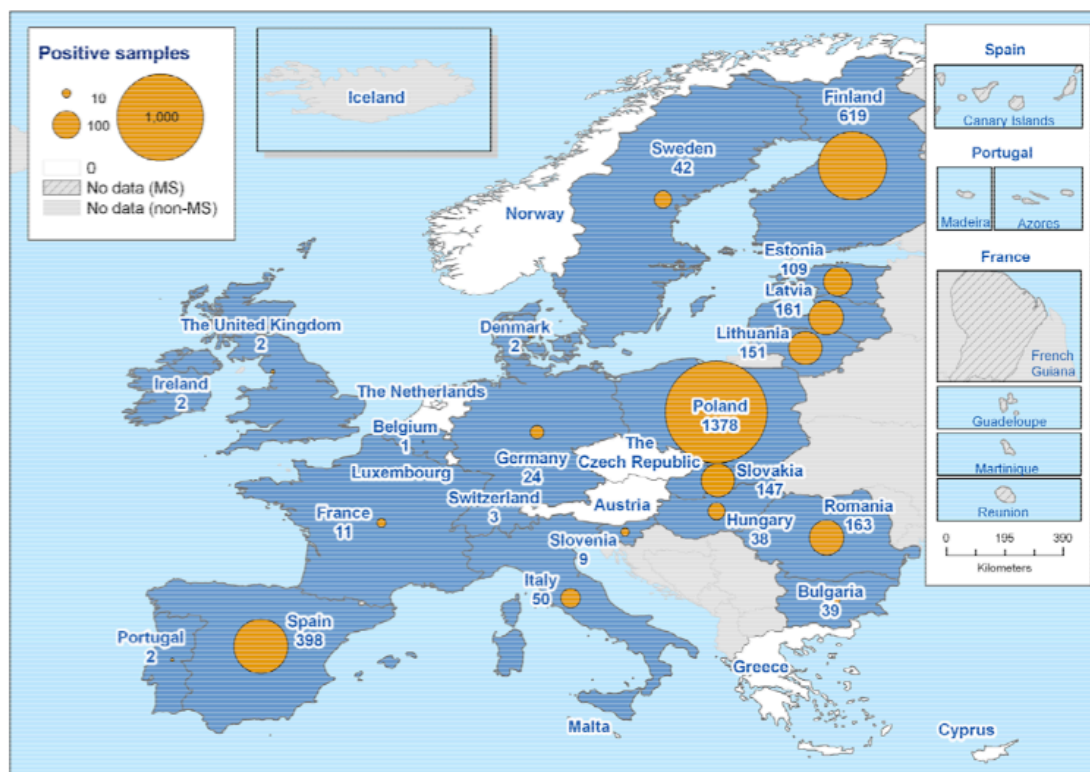 Positive samples
10
100
1,000
0
No data (MS)
No data (non-MS)
Iceland
Spain
Canary Islands
Portugal
Madeira
Azores
France
French
Guiana
Guadeloupe
Martinique
Reunion
0 195 390
Kilometers
Finland
619
Sweden
42
Norway
Estonia
109
Latvia
161
Lithuania
151
The United Kingdom
2
Denmark
2
Ireland
2
The Netherlands
Belgium
1
Luxembourg
Germany
24
Poland
1378
The
Czech Republic
Slovakia
147
Austria
Switzerland
3
France
11
Hungary
38
Romania
163
Slovenia
9
Italy
50
Bulgaria
39
Portugal
2
Spain
398
Greece
Malta
Cyprus